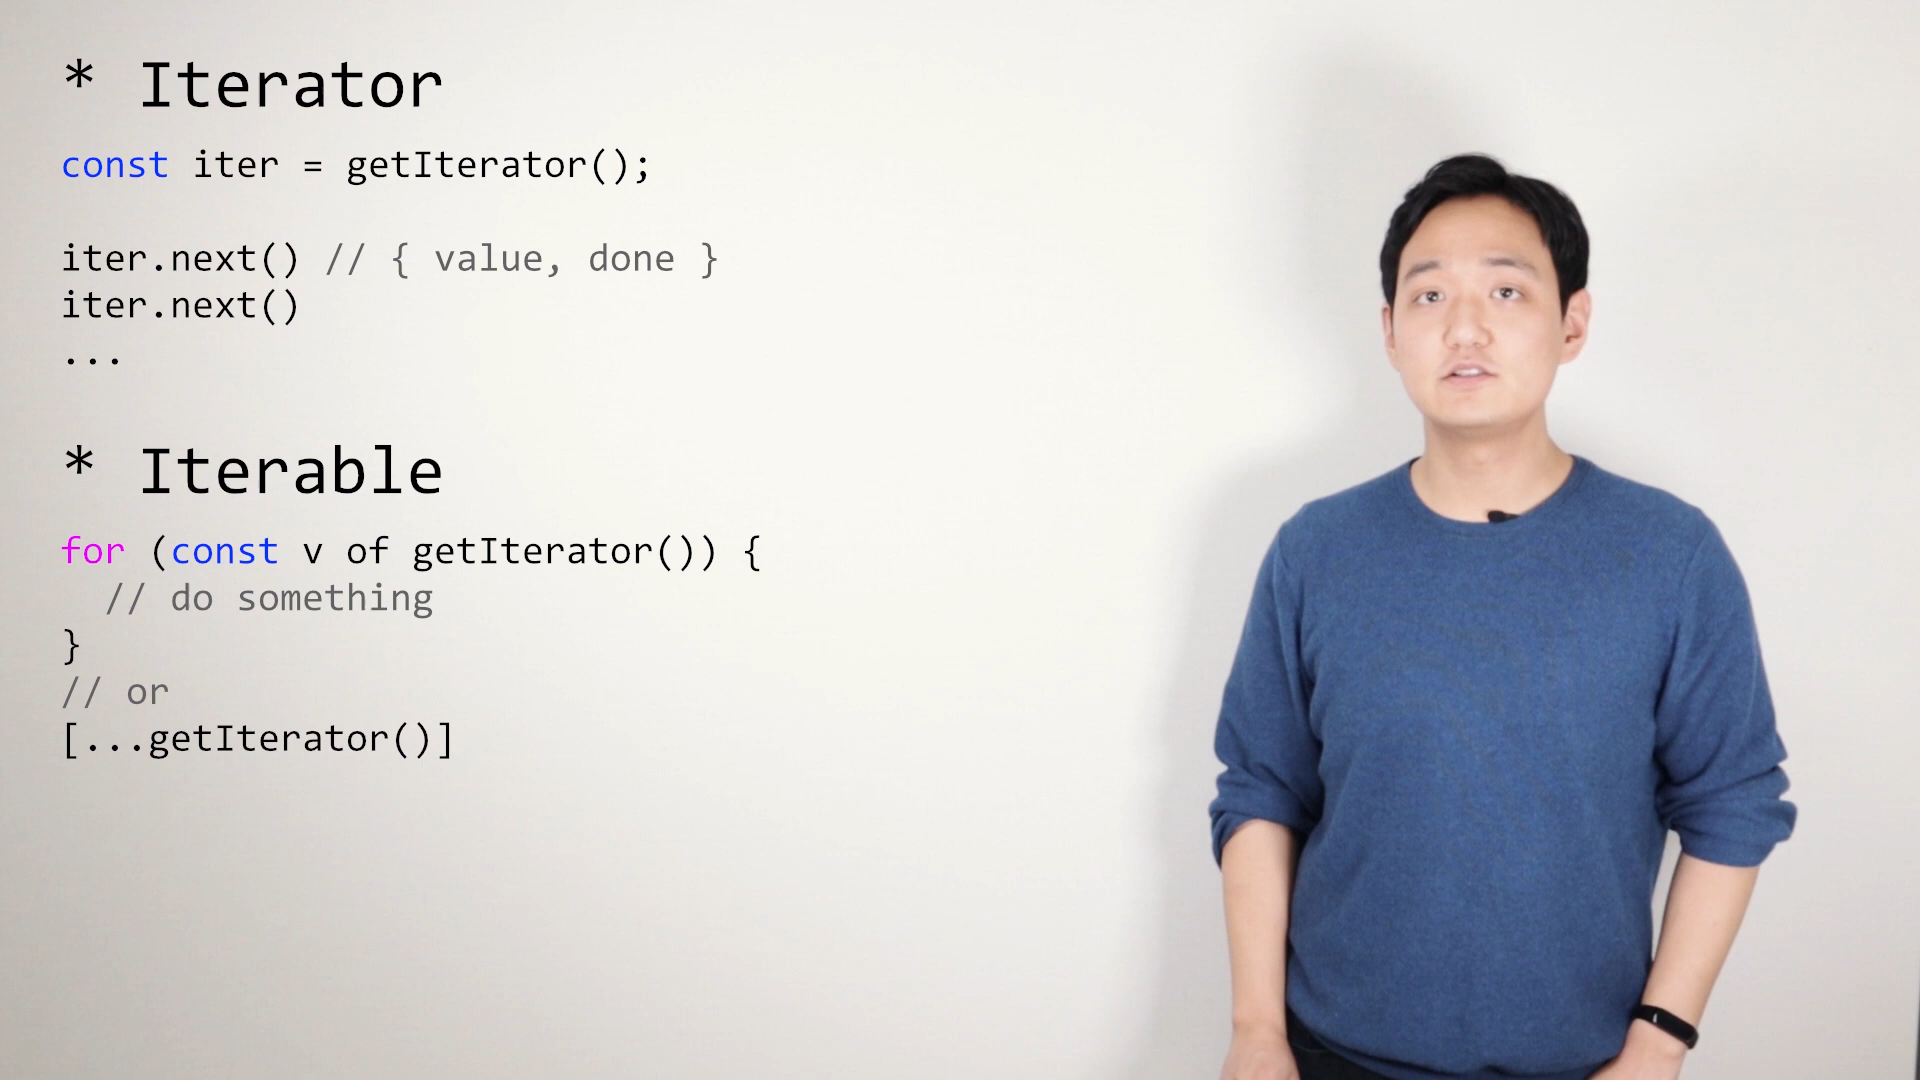 * Iterator
const iter = getIterator();
iter.next() // { value, done }
iter.next()
...
* Iterable
for (const v of getIterator()) {
  // do something
}
// or
[...getIterator()]